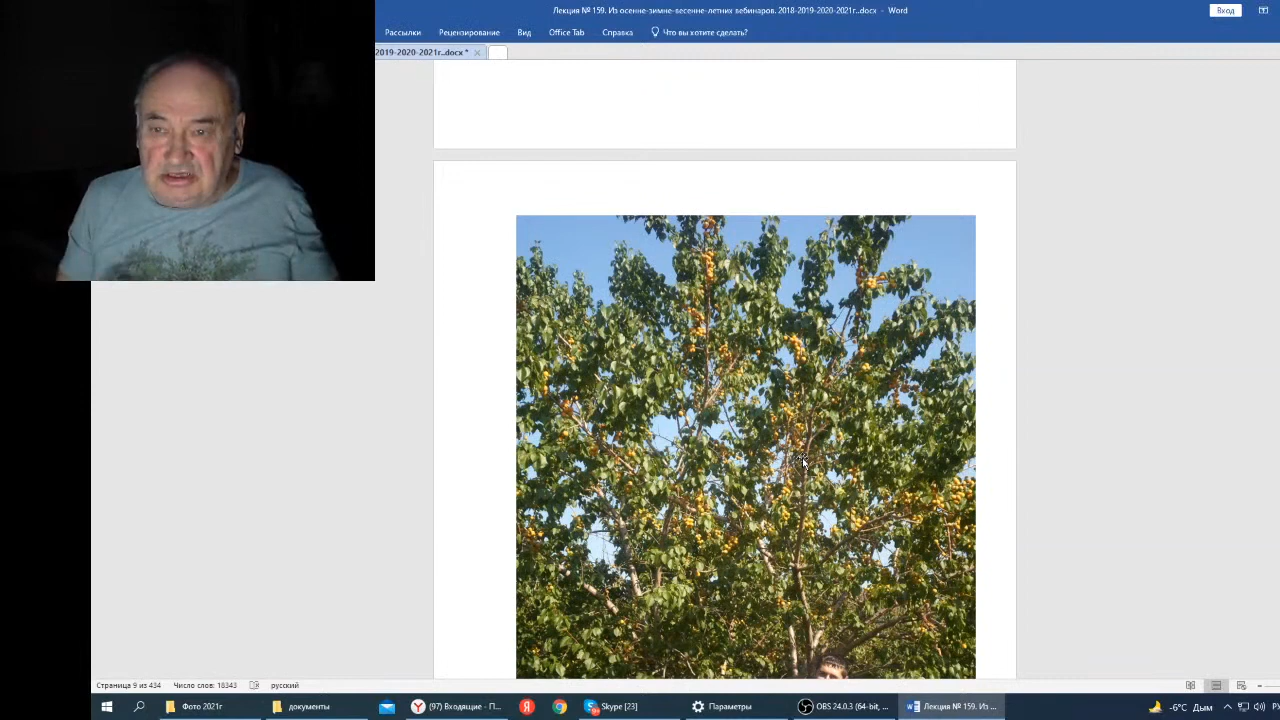 Лекция № 159. Из осенне-зимне-весенне-летних вебинаров. 2018-2019-2020-2021г..docx - Word
Вход
Рассылки Рецензирование Вид Office Tab Справка Что вы хотите сделать?
2019-2020-2021г..docx *
Страница 9 из 434 Число слов: 18343 русский
Фото 2021г документы (97) Входящие - П... Skype [23] Параметры OBS 24.0.3 (64-bit, ... Лекция № 159. Из ... -6°C Дым